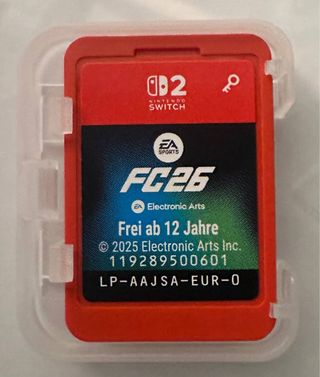 2
NINTENDO
SWITCH
EA
SPORTS
FC26
EA Electronic Arts
Frei ab 12 Jahre
© 2025 Electronic Arts Inc.
119289500601
LP-AAJSA-EUR-0